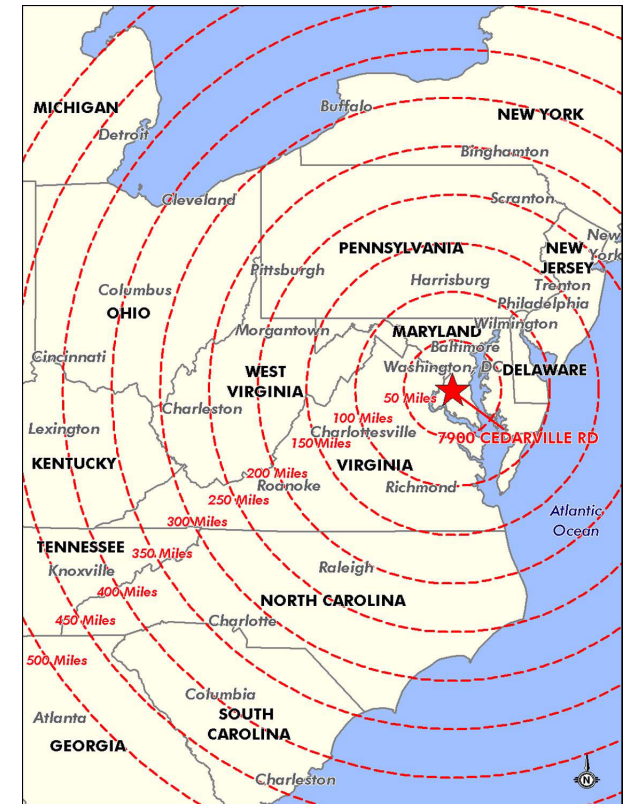 MICHIGAN
Detroit
Buffalo
NEW YORK
Binghamton
Cleveland
Scranton
New
York
PENNSYLVANIA
NEW
JERSEY
Pittsburgh
Harrisburg
Trenton
Columbus
OHIO
Philadelphia
Morgantown
MARYLAND
Wilmington
Baltimore
Cincinnati
WEST
VIRGINIA
Washington, DC
DELAWARE
50 Miles
Charleston
100 Miles
Lexington
Charlottesville
150 Miles
7900 CEDARVILLE RD
KENTUCKY
VIRGINIA
200 Miles
Roanoke
Richmond
250 Miles
Atlantic
Ocean
300 Miles
TENNESSEE
350 Miles
Knoxville
Raleigh
400 Miles
NORTH CAROLINA
450 Miles
Charlotte
500 Miles
Columbia
Atlanta
SOUTH
CAROLINA
GEORGIA
Charleston
N